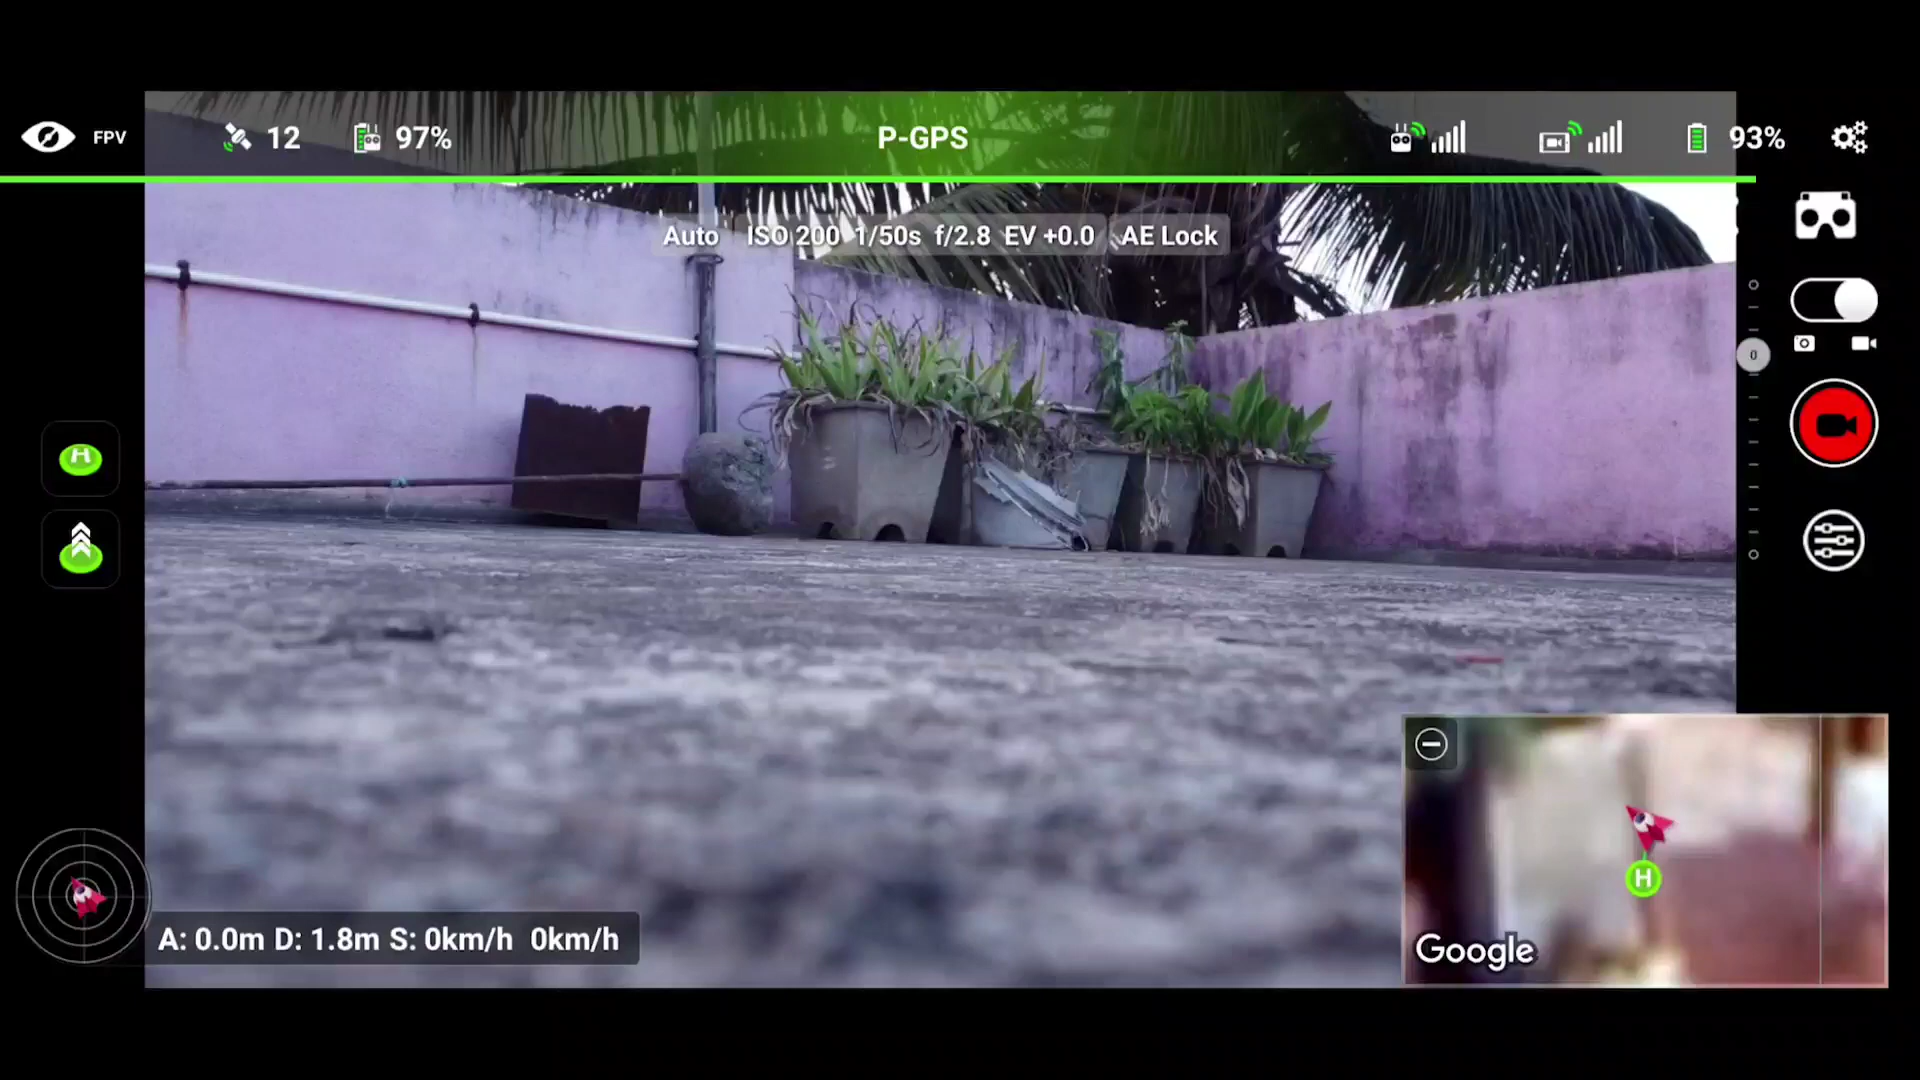 FPV
12
97%
P-GPS
93%
Auto ISO 200 1/50s f/2.8 EV +0.0 AE Lock
0
H
A: 0.0m D: 1.8m S: 0km/h 0km/h
H
Google